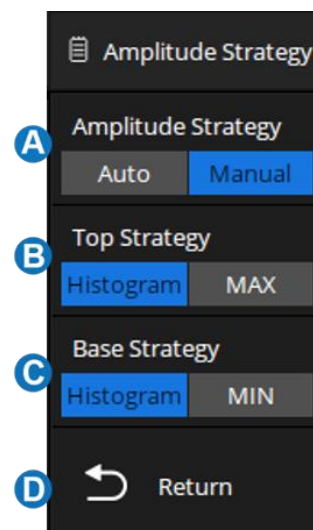 Amplitude Strategy
A
Amplitude Strategy
Auto Manual
B
Top Strategy
Histogram MAX
C
Base Strategy
Histogram MIN
D
Return